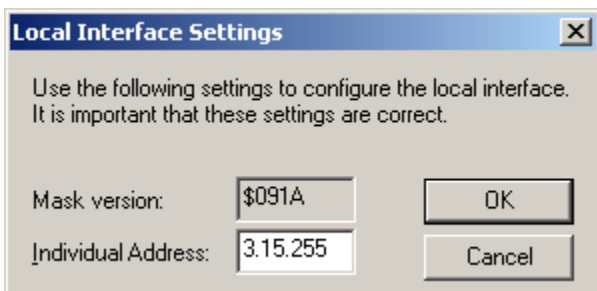 Local Interface Settings
Use the following settings to configure the local interface.
It is important that these settings are correct.
Mask version: $091A OK
Individual Address: 3.15.255 Cancel